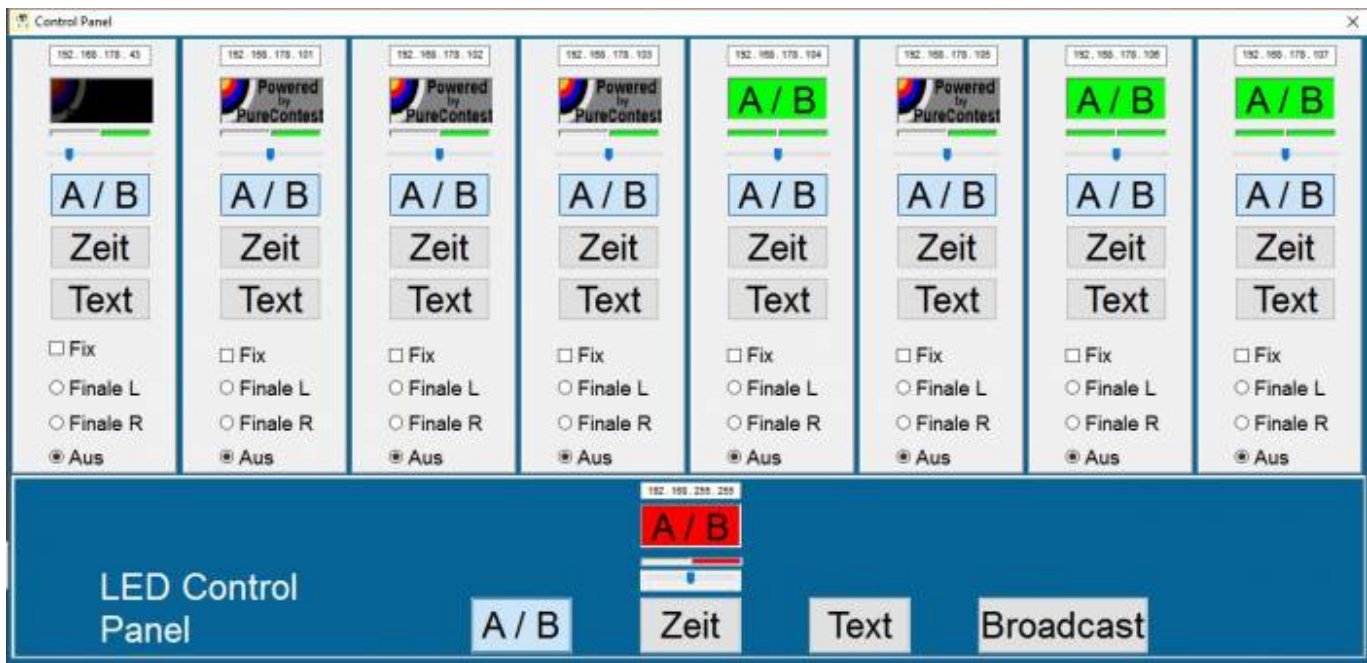 Control Panel
192 . 168 . 178 . 43
192 . 168 . 178 . 101
192 . 168 . 178 . 102
192 . 168 . 178 . 103
192 . 168 . 178 . 104
192 . 168 . 178 . 105
192 . 168 . 178 . 106
192 . 168 . 178 . 107
Powered
by
PureContest
Powered
by
PureContest
Powered
by
PureContest
A / B
Powered
by
PureContest
A / B
A / B
A / B A / B A / B A / B A / B A / B A / B A / B
Zeit Zeit Zeit Zeit Zeit Zeit Zeit Zeit
Text Text Text Text Text Text Text Text
Fix Fix Fix Fix Fix Fix Fix Fix
Finale L Finale L Finale L Finale L Finale L Finale L Finale L Finale L
Finale R Finale R Finale R Finale R Finale R Finale R Finale R Finale R
Aus Aus Aus Aus Aus Aus Aus Aus
192 . 168 . 255 . 255
A / B
LED Control
Panel
A / B Zeit Text Broadcast